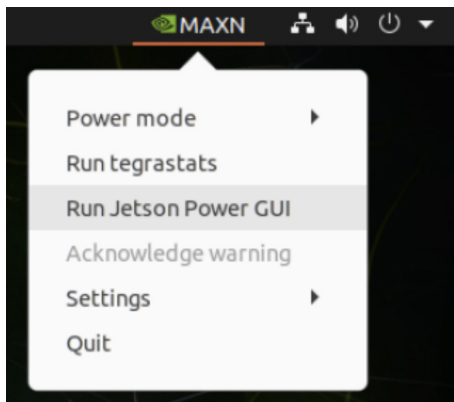 MAXN
Power mode
Run tegrastats
Run Jetson Power GUI
Acknowledge warning
Settings
Quit